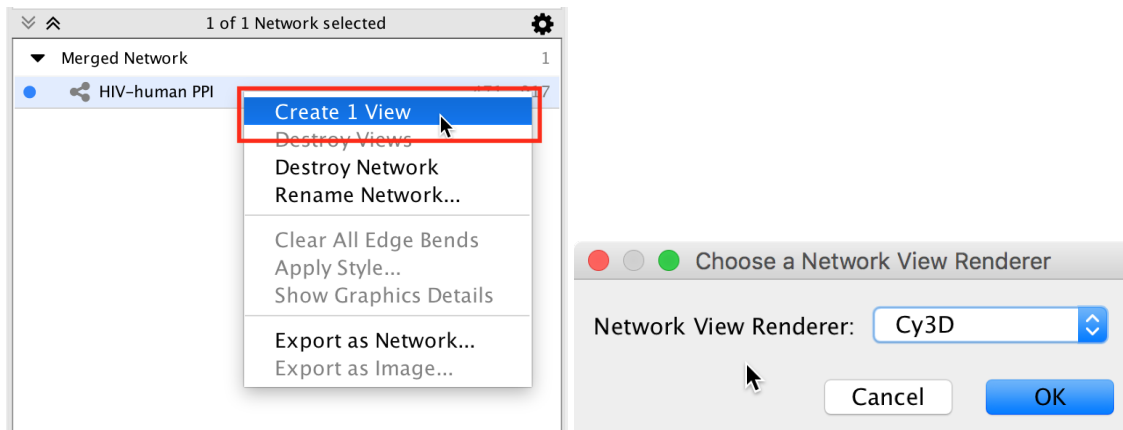 1 of 1 Network selected
Merged Network 1
HIV-human PPI
Create 1 View
Destroy Views
Destroy Network
Rename Network...
Clear All Edge Bends
Apply Style...
Show Graphics Details
Export as Network...
Export as Image...
Choose a Network View Renderer
Network View Renderer: Cy3D
Cancel OK